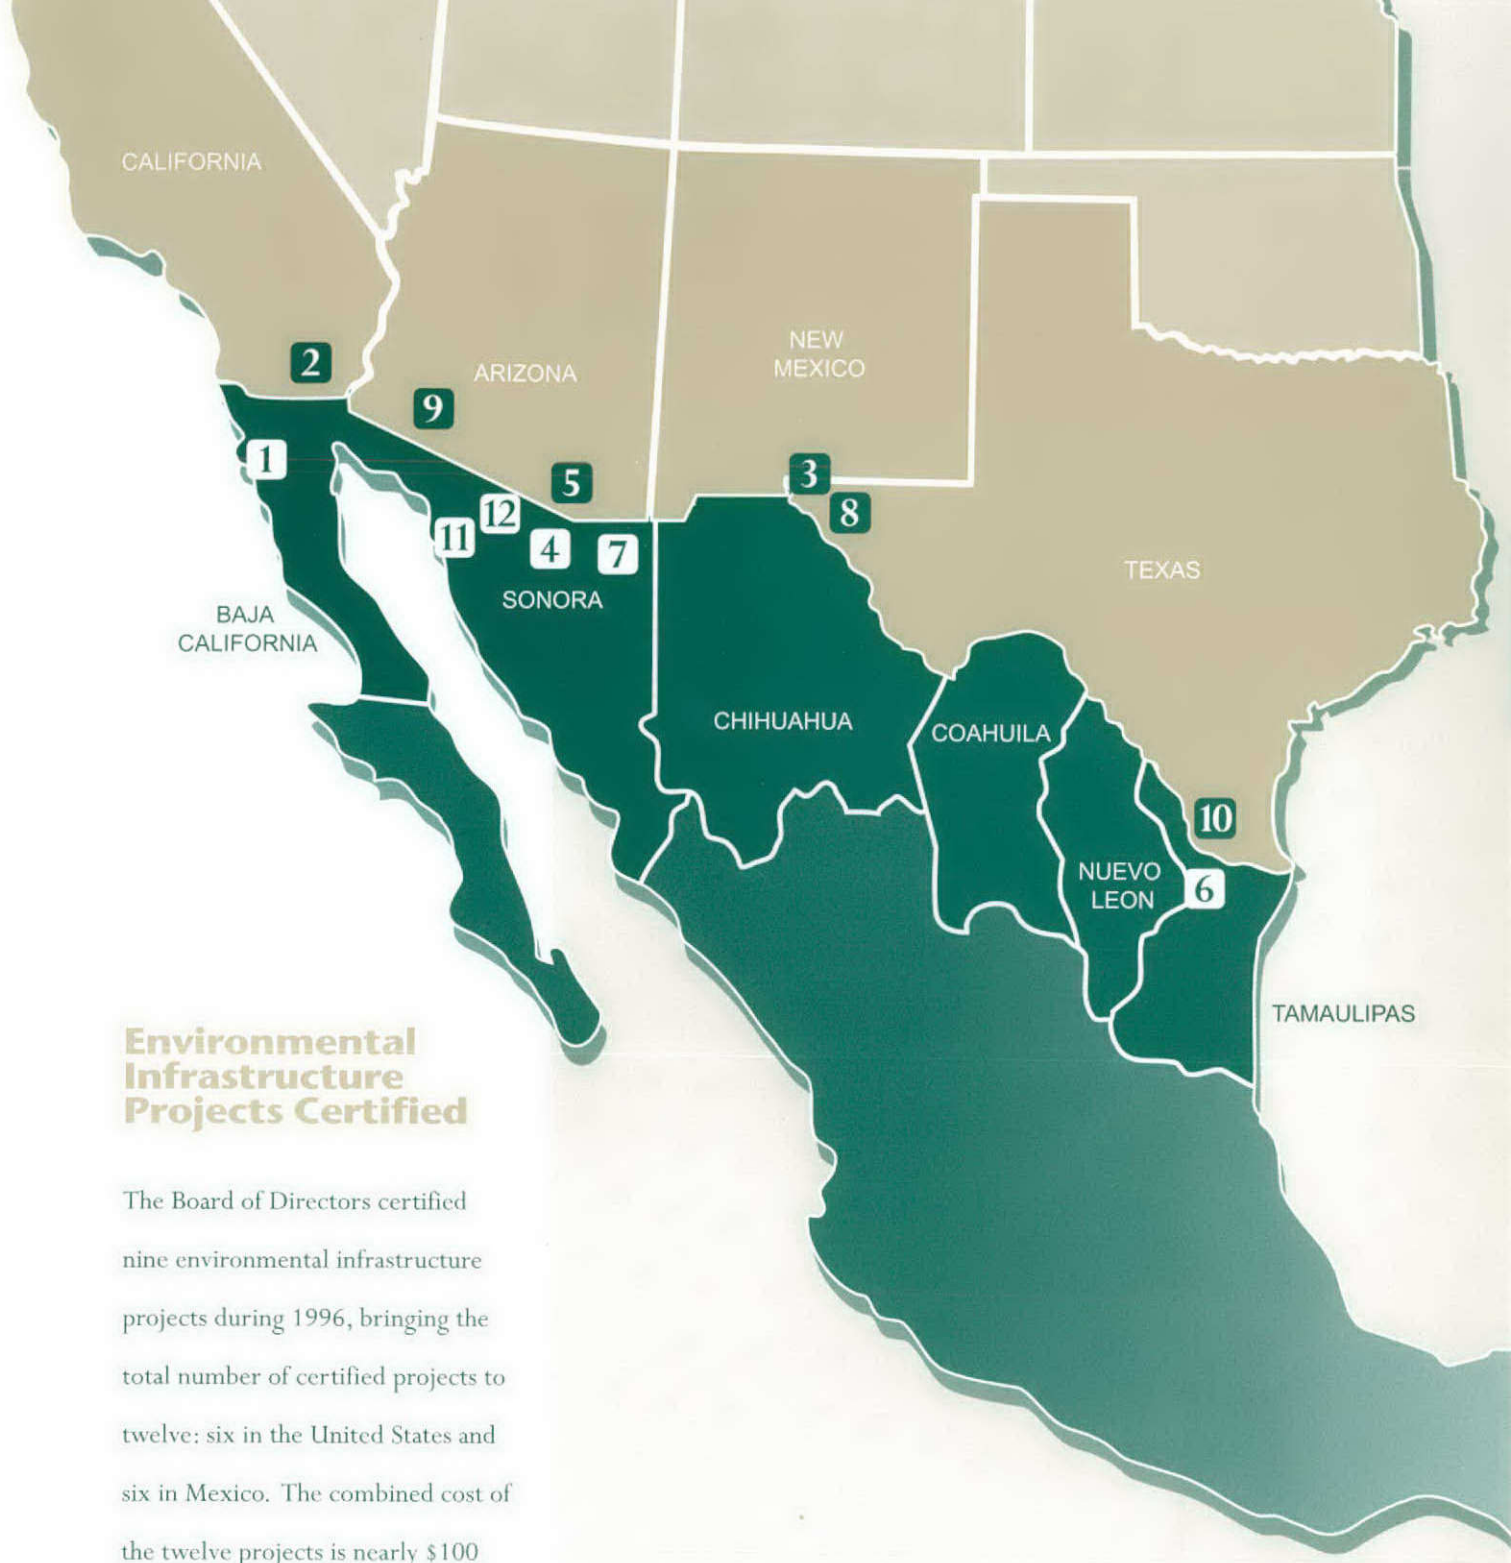 CALIFORNIA
NEW
MEXICO
2
ARIZONA
9
1
3
5
12
8
11
4
7
TEXAS
SONORA
BAJA
CALIFORNIA
CHIHUAHUA
COAHUILA
10
NUEVO
LEON
6
TAMAULIPAS
Environmental
Infrastructure
Projects Certified
The Board of Directors certified
nine environmental infrastructure
projects during 1996, bringing the
total number of certified projects to
twelve: six in the United States and
six in Mexico. The combined cost of
the twelve projects is nearly $100